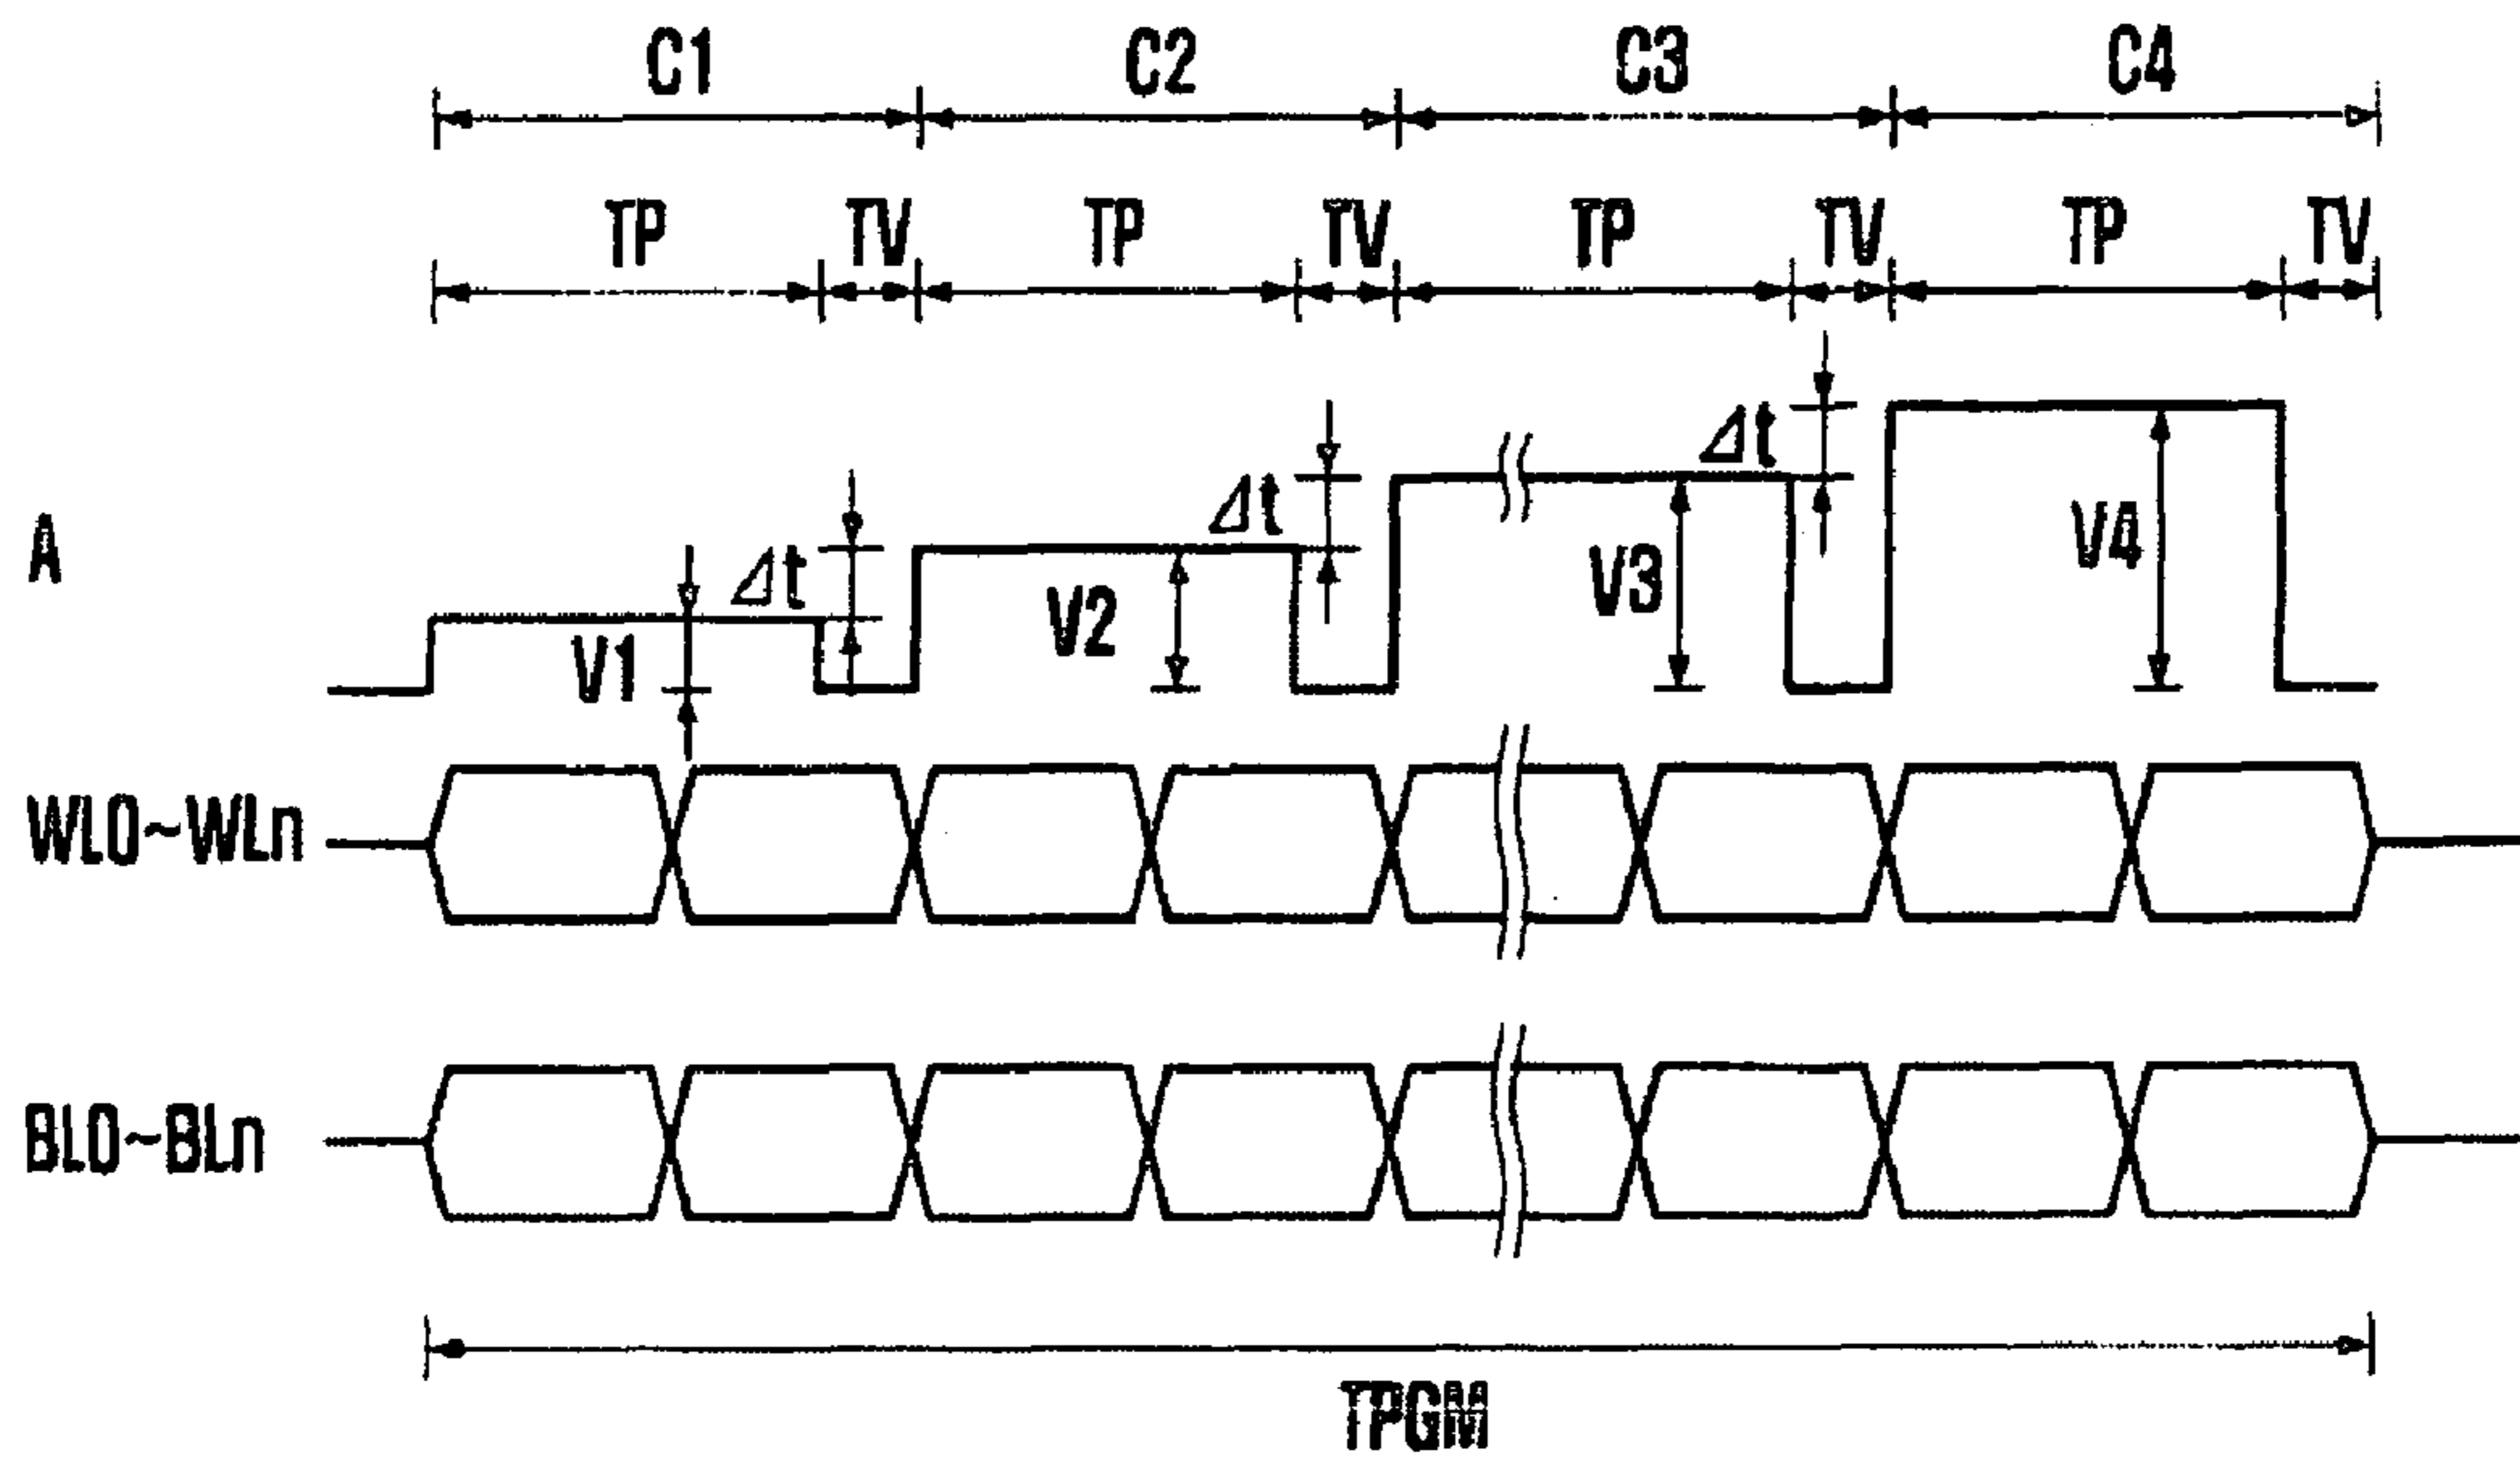 C1 C2 C3 C4
TP TV TP TV TP TV TP TV
A
V1 Δt V2 Δt V3 Δt V4
WL0~WLn
BL0~BLn
TPGM